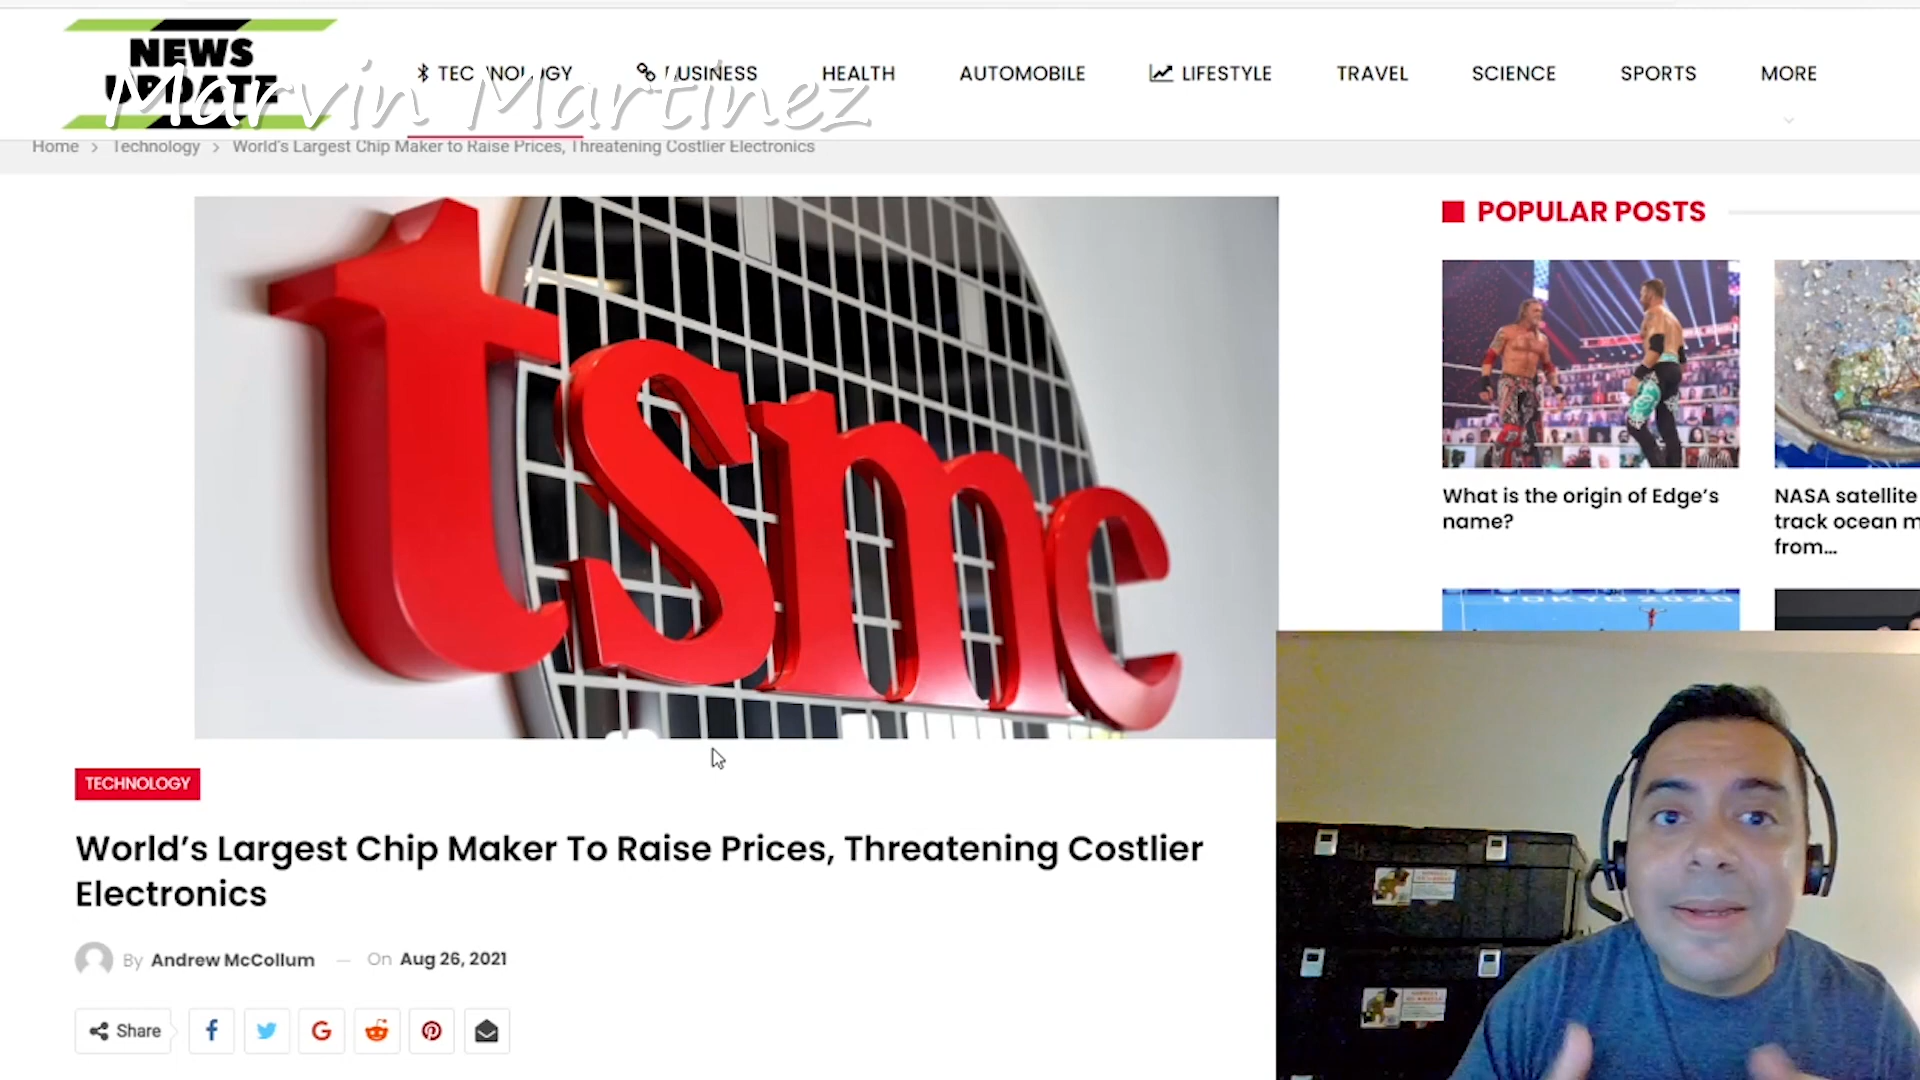 NEWS
UPDATE
Marvin Martinez
TECHNOLOGY
BUSINESS
HEALTH
AUTOMOBILE
LIFESTYLE
TRAVEL
SCIENCE
SPORTS
MORE
Home > Technology > World's Largest Chip Maker to Raise Prices, Threatening Costlier Electronics
tsmc
POPULAR POSTS
What is the origin of Edge's
name?
NASA satellite
track ocean m
from...
TOKYO 2020
TECHNOLOGY
World's Largest Chip Maker To Raise Prices, Threatening Costlier
Electronics
By Andrew McCollum — On Aug 26, 2021
Share